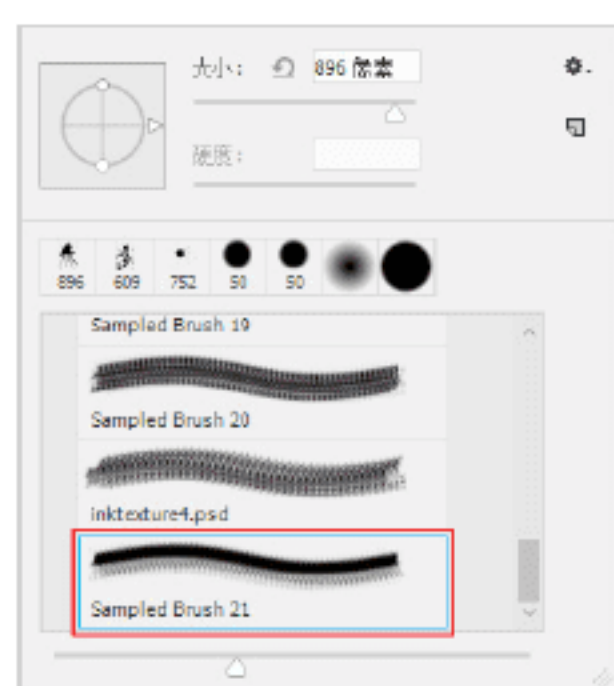 大小：
896 像素
硬度：
896 609 752 50 50
Sampled Brush 19
Sampled Brush 20
inktexture4.psd
Sampled Brush 21